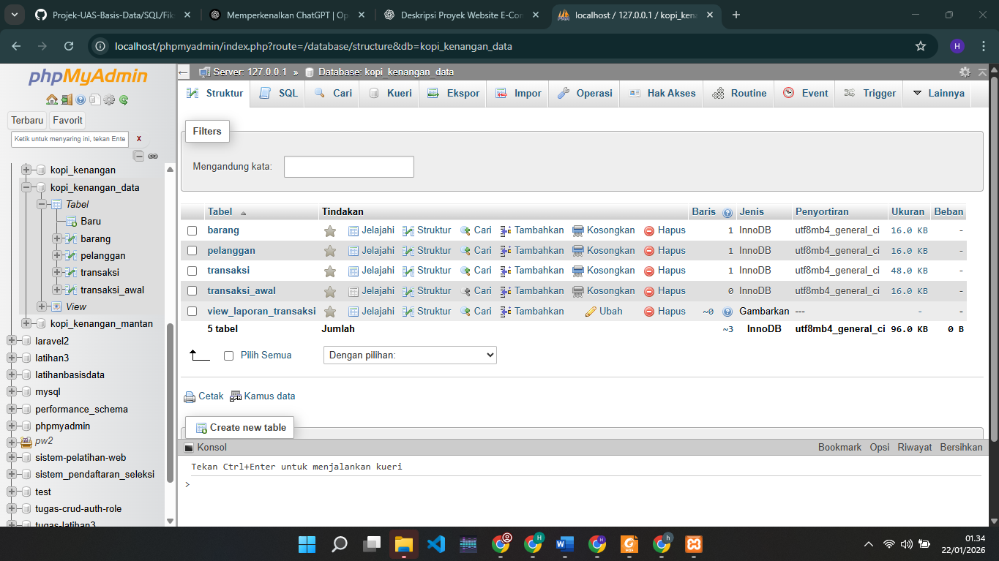 Projek-UAS-Basis-Data/SQL/Fik
Memperkenalkan ChatGPT | Op
Deskripsi Proyek Website E-Con
localhost / 127.0.0.1 / kopi_kena
localhost/phpmyadmin/index.php?route=/database/structure&db=kopi_kenangan_data
H
phpMyAdmin
Terbaru Favorit
Ketik untuk menyaring ini, tekan Ente X
kopi_kenangan
kopi_kenangan_data
Tabel
Baru
barang
pelanggan
transaksi
transaksi_awal
View
kopi_kenangan_mantan
laravel2
latihan3
latihanbasisdata
mysql
performance_schema
phpmyadmin
pw2
sistem-pelatihan-web
sistem_pendaftaran_seleksi
test
tugas-crud-auth-role
tugas-latihan3
Server: 127.0.0.1 » Database: kopi_kenangan_data
Struktur SQL Cari Kueri Ekspor Impor Operasi Hak Akses Routine Event Trigger Lainnya
Filters
Mengandung kata:
Tabel Tindakan Baris Jenis Penyortiran Ukuran Beban
barang Jelajahi Struktur Cari Tambahkan Kosongkan Hapus 1 InnoDB utf8mb4_general_ci 16.0 KB -
pelanggan Jelajahi Struktur Cari Tambahkan Kosongkan Hapus 1 InnoDB utf8mb4_general_ci 16.0 KB -
transaksi Jelajahi Struktur Cari Tambahkan Kosongkan Hapus 1 InnoDB utf8mb4_general_ci 48.0 KB -
transaksi_awal Jelajahi Struktur Cari Tambahkan Kosongkan Hapus 0 InnoDB utf8mb4_general_ci 16.0 KB -
view_laporan_transaksi Jelajahi Struktur Cari Tambahkan Ubah Hapus ~0 Gambarkan --- - -
5 tabel Jumlah ~3 InnoDB utf8mb4_general_ci 96.0 KB 0 B
Pilih Semua Dengan pilihan:
Cetak Kamus data
Create new table
Konsol Bookmark Opsi Riwayat Bersihkan
Tekan Ctrl+Enter untuk menjalankan kueri
>
01.34
22/01/2026